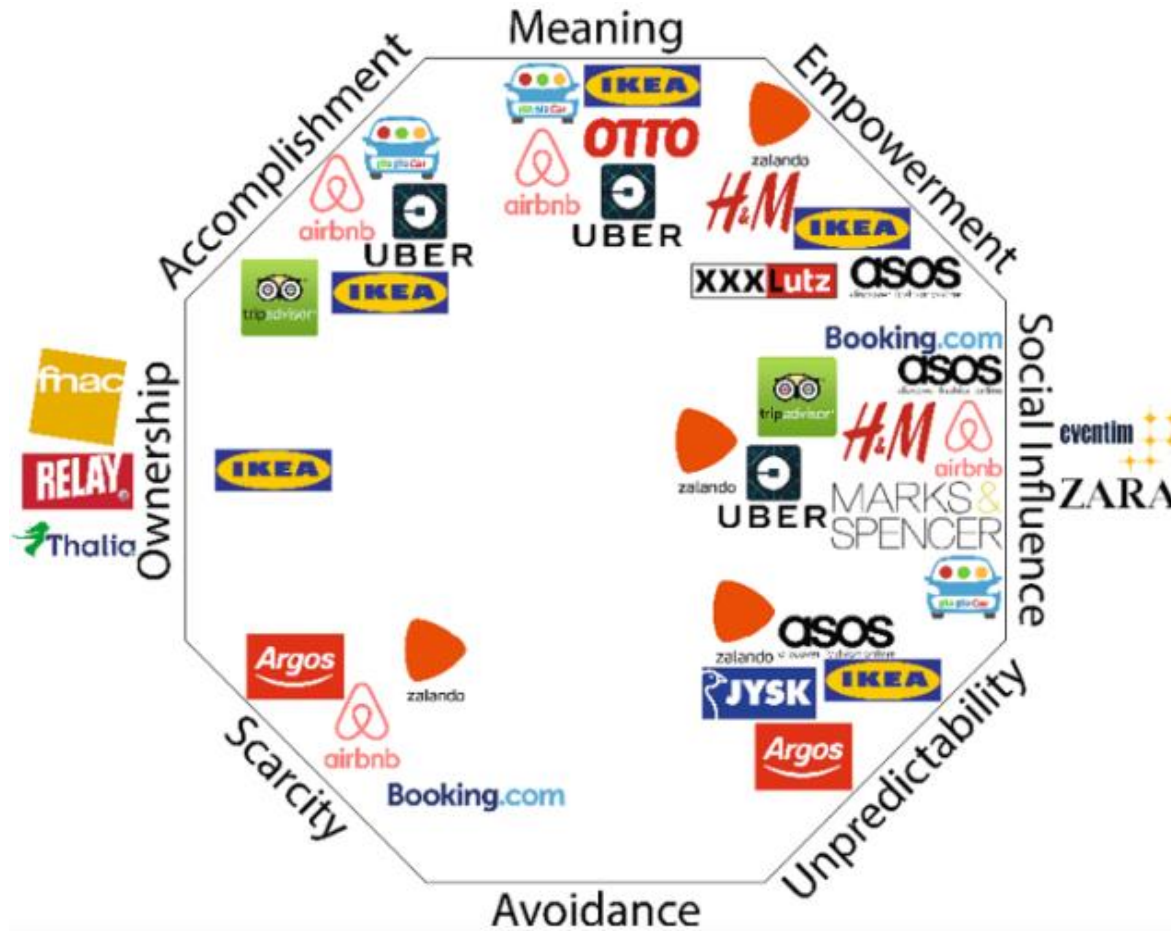 Meaning
Accomplishment
Empowerment
IKEA
OTTO
airbnb
UBER
zalando
H&M
IKEA
XXXLutz
asos
airbnb
UBER
IKEA
tripadvisor
Booking.com
asos
tripadvisor
H&M
airbnb
zalando
UBER
MARKS &
SPENCER
Social Influence
eventim
ZARA
fnac
RELAY
Thalia
Ownership
IKEA
zalando
asos
JYSK
IKEA
Argos
Unpredictability
Argos
zalando
airbnb
Booking.com
Scarcity
Avoidance